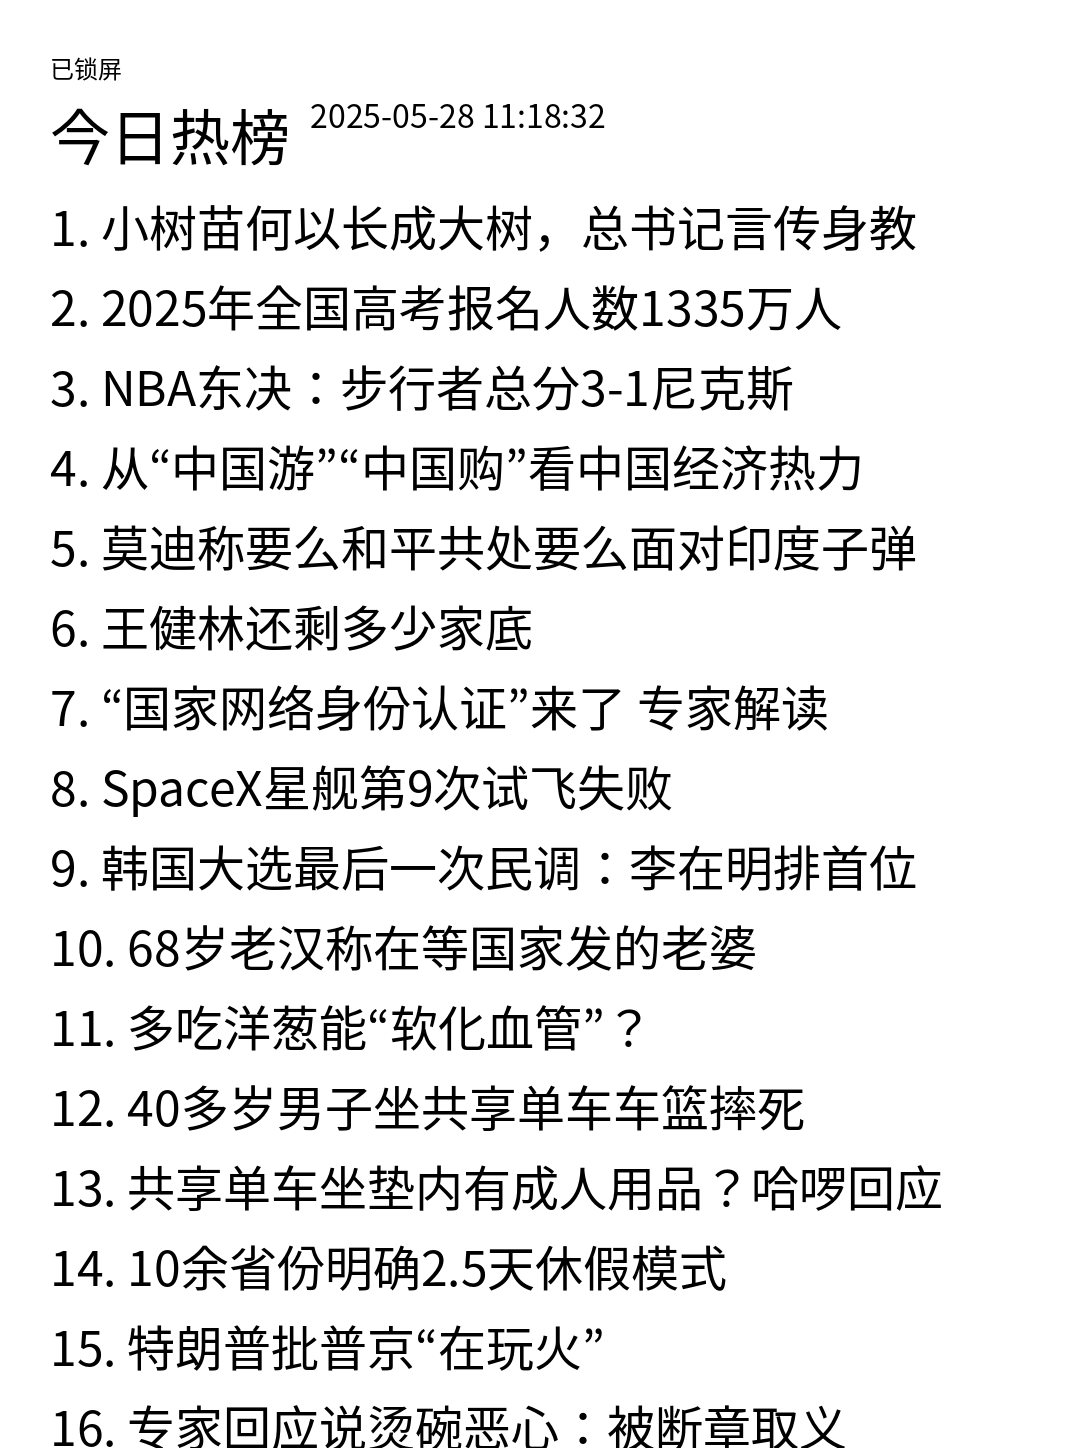 已锁屏
今日热榜 2025-05-28 11:18:32
1. 小树苗何以长成大树，总书记言传身教
2. 2025年全国高考报名人数1335万人
3. NBA东决：步行者总分3-1尼克斯
4. 从“中国游”“中国购”看中国经济热力
5. 莫迪称要么和平共处要么面对印度子弹
6. 王健林还剩多少家底
7. “国家网络身份认证”来了 专家解读
8. SpaceX星舰第9次试飞失败
9. 韩国大选最后一次民调：李在明排首位
10. 68岁老汉称在等国家发的老婆
11. 多吃洋葱能“软化血管”？
12. 40多岁男子坐共享单车车篮摔死
13. 共享单车坐垫内有成人用品？哈啰回应
14. 10余省份明确2.5天休假模式
15. 特朗普批普京“在玩火”
16. 专家回应说烫碗恶心：被断章取义